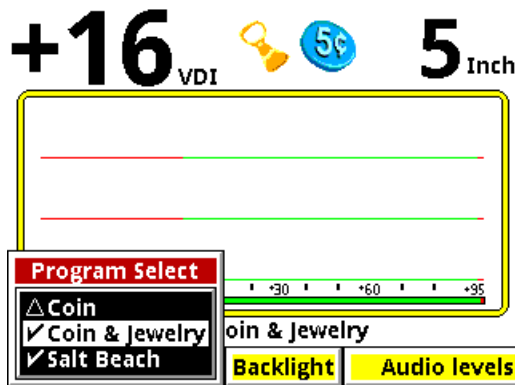 +16 VDI 5¢ 5 Inch
Program Select
Coin
Coin & Jewelry
Salt Beach
+30 +60 +95
oin & Jewelry
Backlight Audio levels